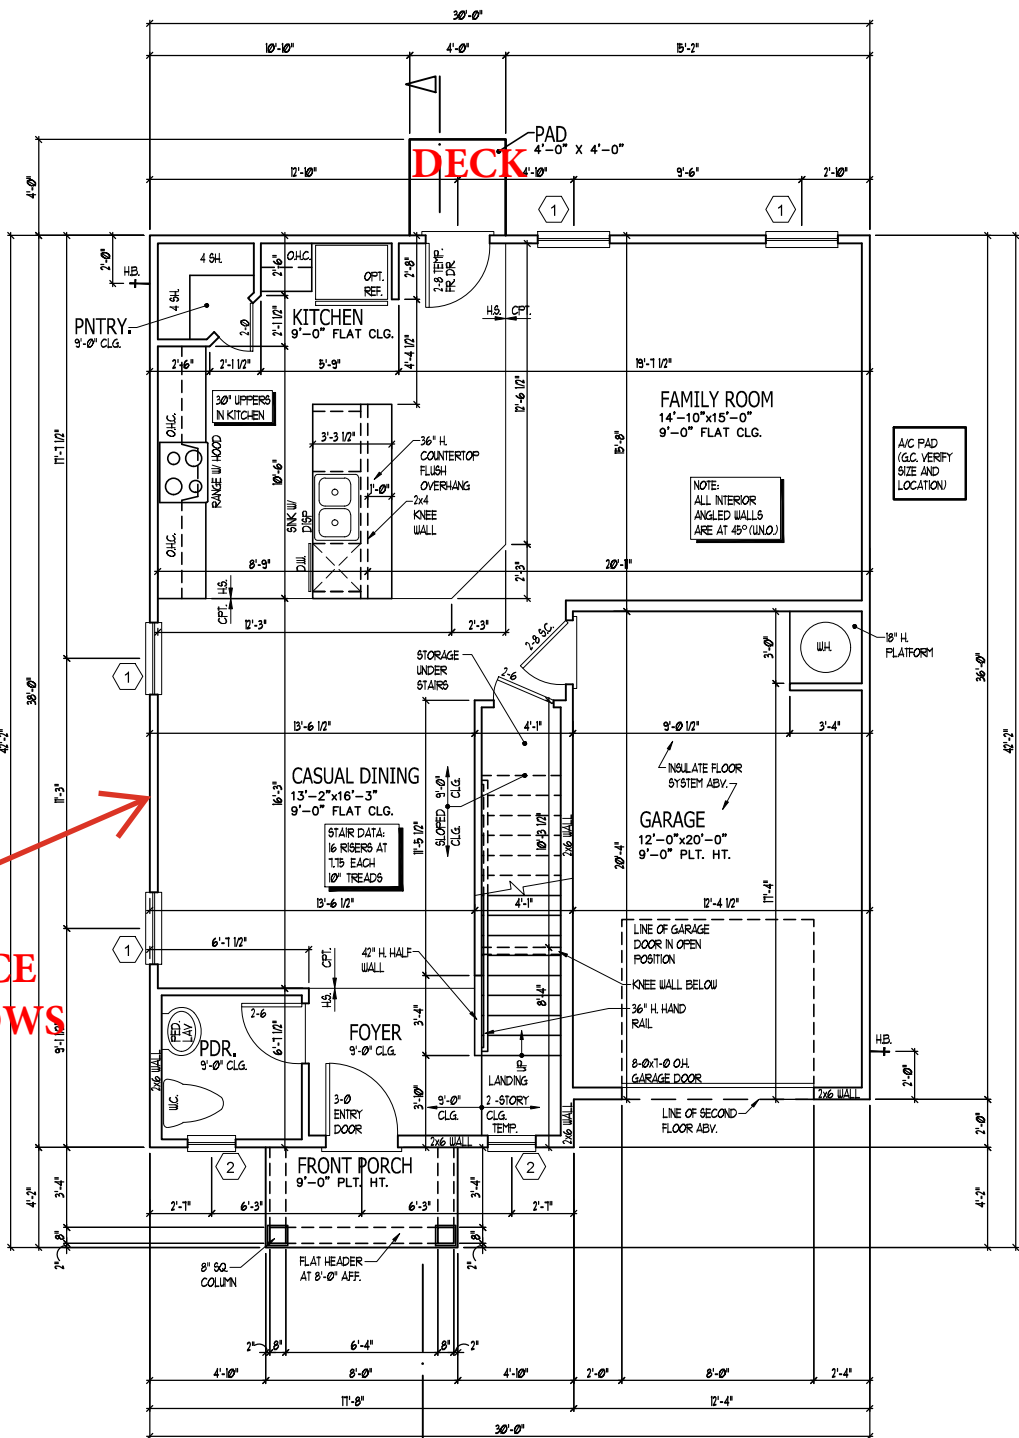 30'-0"
10'-10"
4'-0"
15'-2"
PAD
4'-0" X 4'-0"
DECK
12'-10"
4'-10"
9'-6"
2'-10"
4'-0"
1
1
2'-0"
H.B.
4 SH.
O.H.C.
2'-6"
OPT.
REF.
2'-8"
2-8 TEMP.
FR. DR.
4 SH.
H.S.
CPT.
PNTRY.
9'-0" CLG.
2-0
2'-1 1/2"
KITCHEN
9'-0" FLAT CLG.
4'-4 1/2"
2'-6"
2'-1 1/2"
5'-9"
19'-7 1/2"
30" UPPERS
IN KITCHEN
12'-6 1/2"
15'-8"
FAMILY ROOM
14'-10"x15'-0"
9'-0" FLAT CLG.
A/C PAD
(G.C. VERIFY
SIZE AND
LOCATION)
11'-7 1/2"
O.H.C.
RANGE W/ HOOD
10'-6"
3'-3 1/2"
36" H.
COUNTERTOP
FLUSH
OVERHANG
1'-0"
2x4
KNEE
WALL
SINK W/
DISP
NOTE:
ALL INTERIOR
ANGLED WALLS
ARE AT 45° (U.N.O.)
O.H.C.
D.W.
8'-9"
20'-1"
2'-3"
H.S.
CPT.
12'-3"
2'-3"
2-8 S.C.
3'-0"
W.H.
18" H.
PLATFORM
STORAGE
UNDER
STAIRS
2-6
1
38'-0"
36'-0"
42'-2"
42'-2"
13'-6 1/2"
4'-1"
9'-0 1/2"
3'-4"
11'-3"
16'-3"
CASUAL DINING
13'-2"x16'-3"
9'-0" FLAT CLG.
9'-0"
CLG.
SLOPED
CLG.
INSULATE FLOOR
SYSTEM ABV.
STAIR DATA:
16 RISERS AT
7.75 EACH
10" TREADS
11'-5 1/2"
10'-3 1/2"
2x6 WALL
20'-4"
GARAGE
12'-0"x20'-0"
9'-0" PLT. HT.
17'-4"
13'-6 1/2"
4'-1"
12'-4 1/2"
6'-7 1/2"
1
CPT.
H.S.
42" H. HALF
WALL
LINE OF GARAGE
DOOR IN OPEN
POSITION
KNEE WALL BELOW
8'-4"
36" H. HAND
RAIL
CE
OWS
9'-1 1/2"
PED.
LAV
2-6
6'-7 1/2"
PDR.
9'-0" CLG.
2x6 WALL
FOYER
9'-0" CLG.
3'-4"
UP
W.C.
3-0
ENTRY
DOOR
3'-10"
9'-0"
CLG.
LANDING
2 -STORY
CLG.
TEMP.
8-0x7-0 O.H.
GARAGE DOOR
H.B.
2'-0"
2x6 WALL
2x6 WALL
2x6 WALL
LINE OF SECOND
FLOOR ABV.
2'-0"
2
2
FRONT PORCH
9'-0" PLT. HT.
4'-2"
3'-4"
3'-4"
4'-2"
2'-7"
6'-3"
6'-3"
2'-7"
8"
8"
2"
2"
8" SQ.
COLUMN
FLAT HEADER
AT 8'-0" AFF.
2"
8"
6'-4"
8"
2"
4'-10"
8'-0"
4'-10"
2'-0"
8'-0"
2'-4"
17'-8"
12'-4"
30'-0"